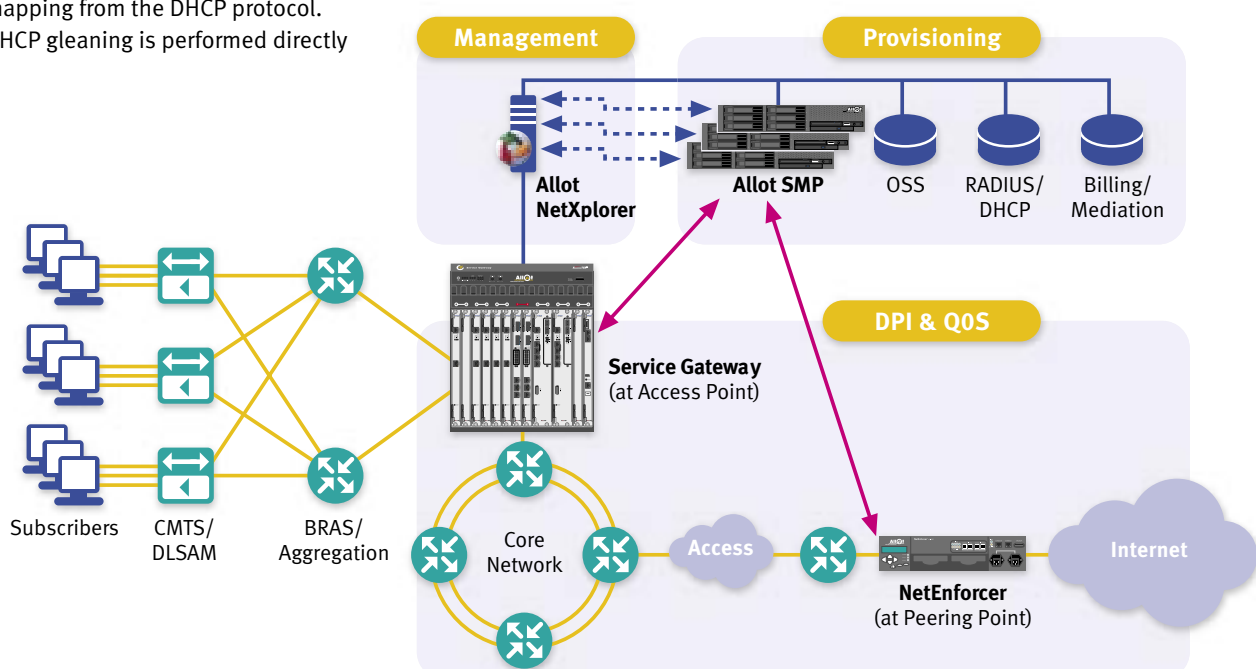 mapping from the DHCP protocol.
HCP gleaning is performed directly
Management
Provisioning
Allot
NetXplorer
Allot SMP
OSS
RADIUS/
DHCP
Billing/
Mediation
DPI & Q0S
Service Gateway
(at Access Point)
Subscribers
CMTS/
DLSAM
BRAS/
Aggregation
Core
Network
Access
Internet
NetEnforcer
(at Peering Point)